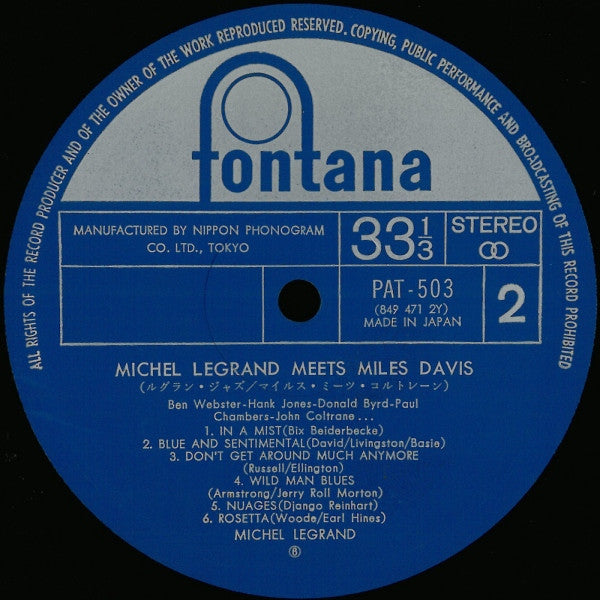 ALL RIGHTS OF THE RECORD PRODUCER AND OF THE OWNER OF THE WORK REPRODUCED RESERVED. COPYING, PUBLIC PERFORMANCE AND BROADCASTING OF THIS RECORD PROHIBITED
fontana
MANUFACTURED BY NIPPON PHONOGRAM
CO. LTD., TOKYO
33 1/3
STEREO
PAT-503
(849 471 2Y)
MADE IN JAPAN
2
MICHEL LEGRAND MEETS MILES DAVIS
(ルグラン・ジャズ/マイルス・ミーツ・コルトレーン)
Ben Webster-Hank Jones-Donald Byrd-Paul
Chambers-John Coltrane...
1. IN A MIST(Bix Beiderbecke)
2. BLUE AND SENTIMENTAL(David/Livingston/Basie)
3. DON'T GET AROUND MUCH ANYMORE
(Russell/Ellington)
4. WILD MAN BLUES
(Armstrong/Jerry Roll Morton)
5. NUAGES(Django Reinhart)
6. ROSETTA(Woode/Earl Hines)
MICHEL LEGRAND